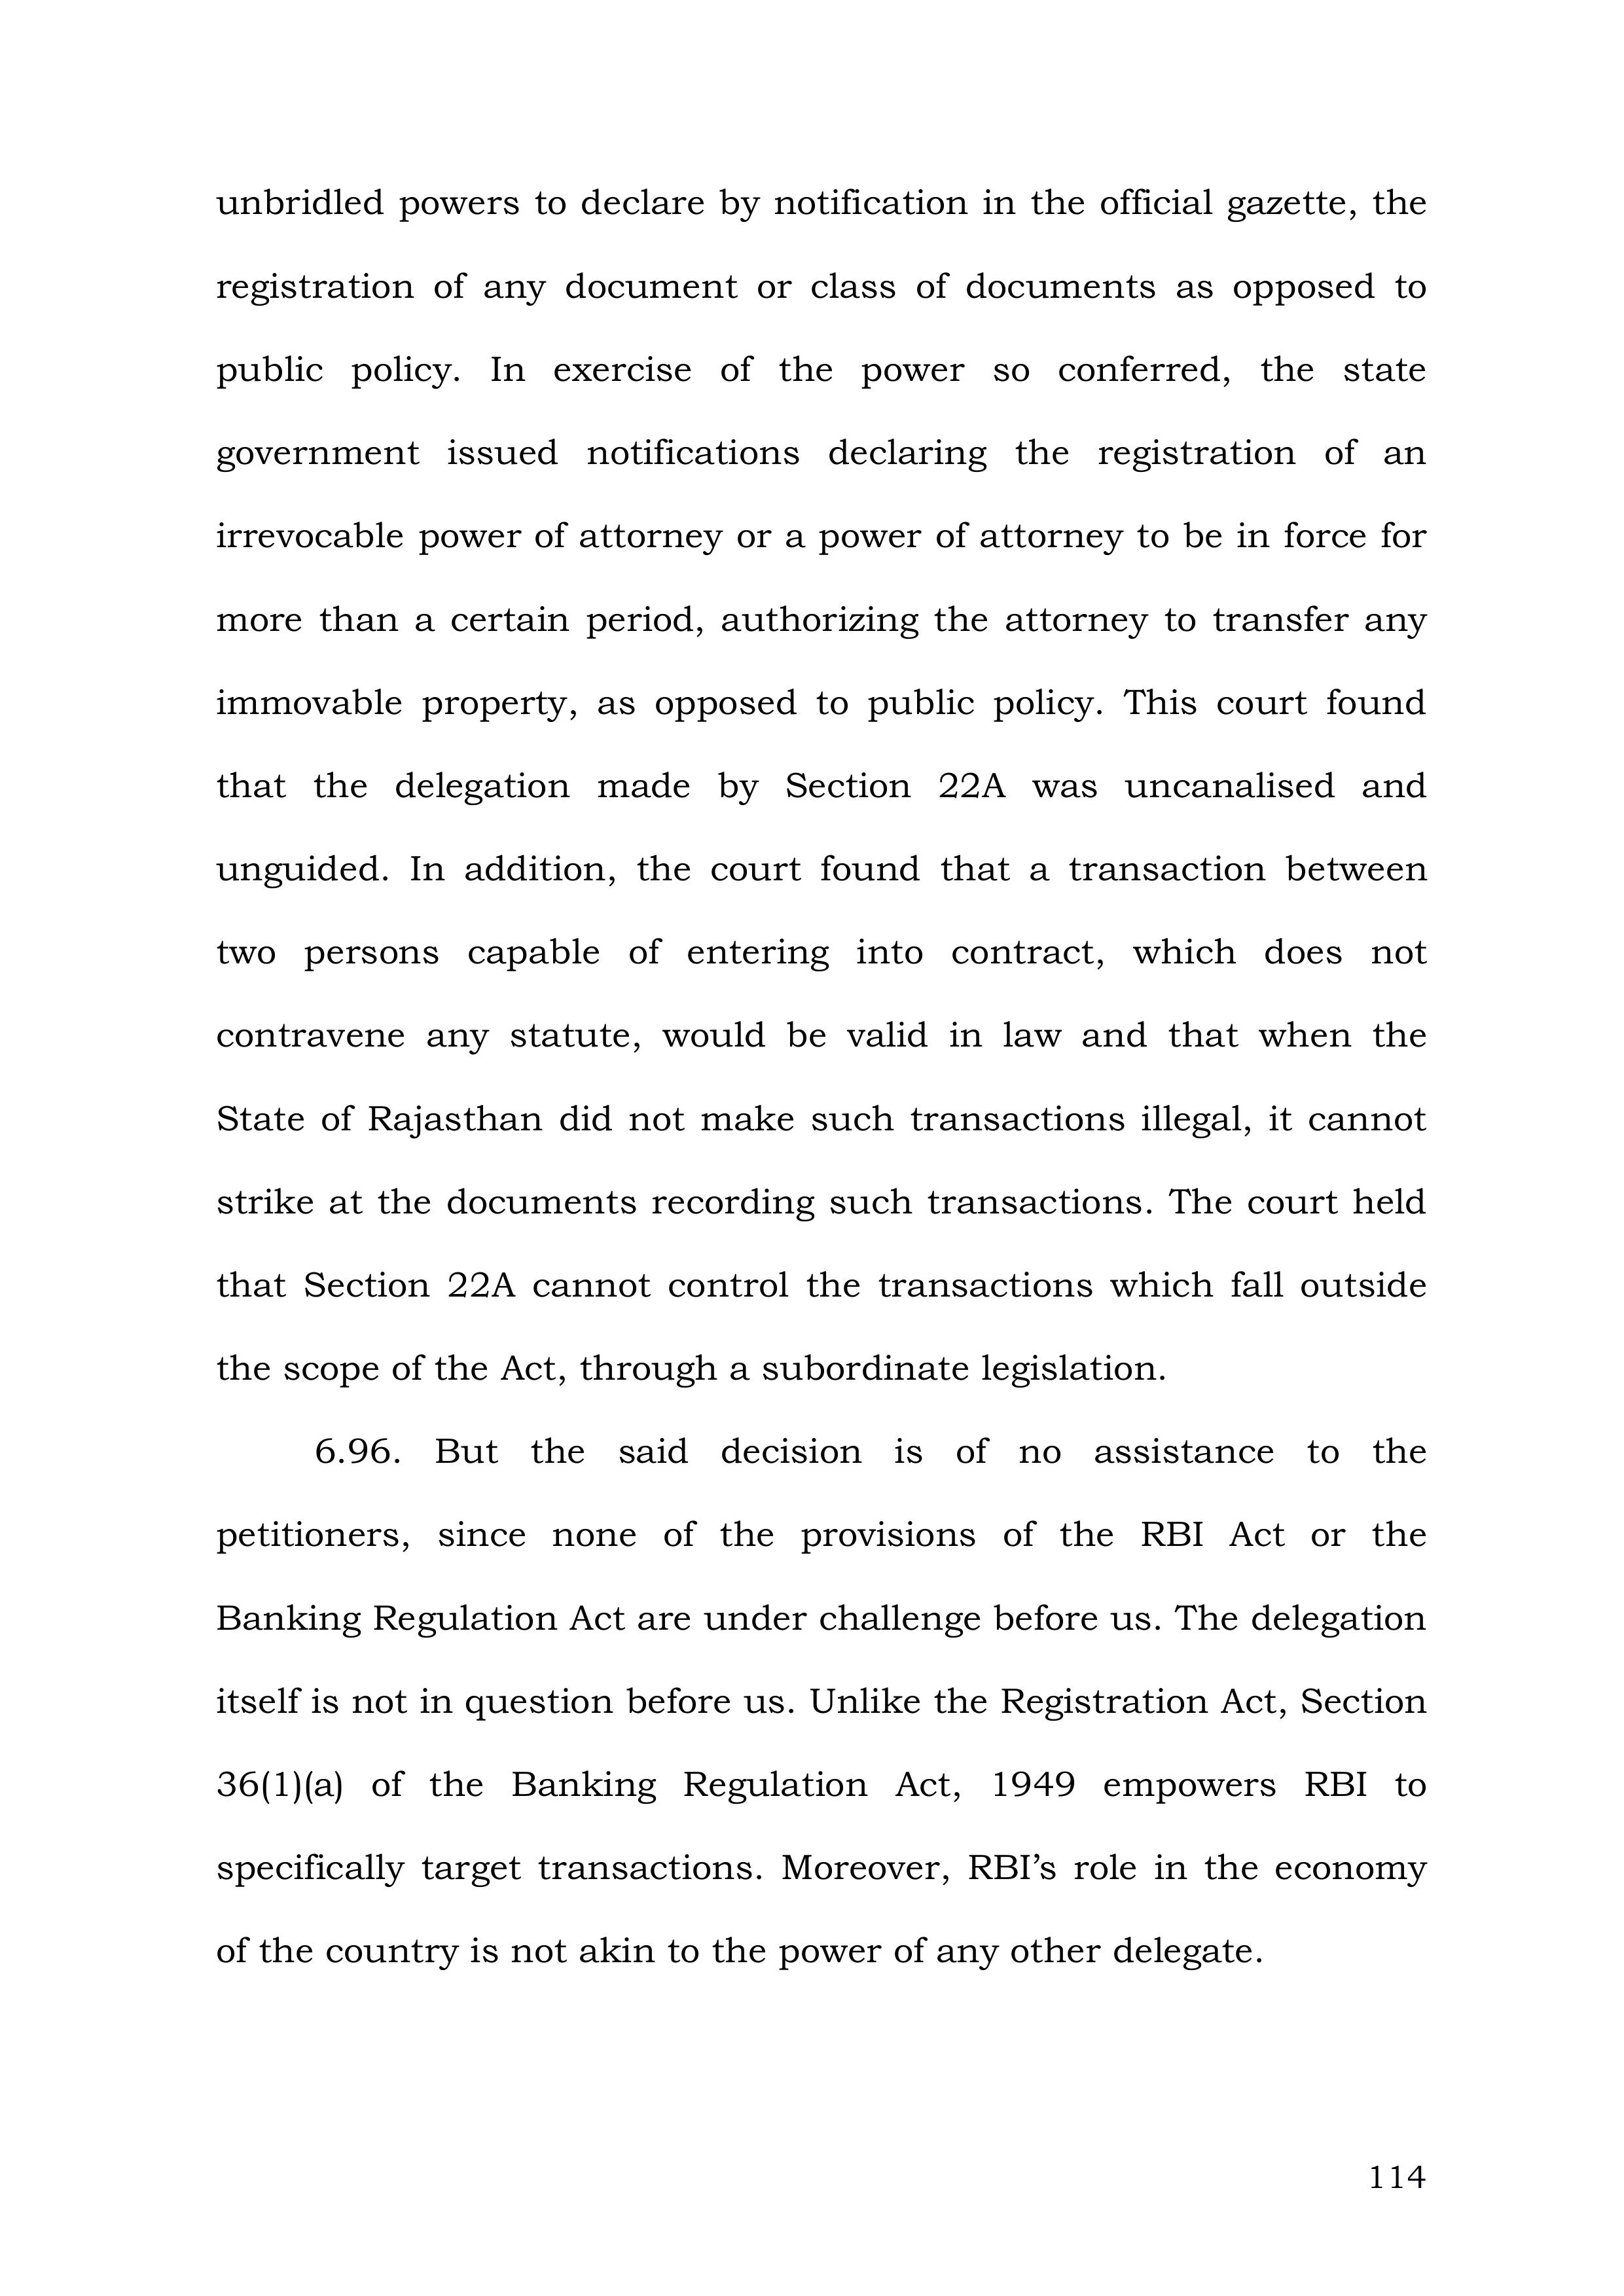 unbridled powers to declare by notification in the official gazette, the
registration of any document or class of documents as opposed to
public policy. In exercise of the power so conferred, the state
government issued notifications declaring the registration of an
irrevocable power of attorney or a power of attorney to be in force for
more than a certain period, authorizing the attorney to transfer any
immovable property, as opposed to public policy. This court found
that the delegation made by Section 22A was uncanalised and
unguided. In addition, the court found that a transaction between
two persons capable of entering into contract, which does not
contravene any statute, would be valid in law and that when the
State of Rajasthan did not make such transactions illegal, it cannot
strike at the documents recording such transactions. The court held
that Section 22A cannot control the transactions which fall outside
the scope of the Act, through a subordinate legislation.
6.96. But the said decision is of no assistance to the
petitioners, since none of the provisions of the RBI Act or the
Banking Regulation Act are under challenge before us. The delegation
itself is not in question before us. Unlike the Registration Act, Section
36(1)(a) of the Banking Regulation Act, 1949 empowers RBI to
specifically target transactions. Moreover, RBI’s role in the economy
of the country is not akin to the power of any other delegate.
114